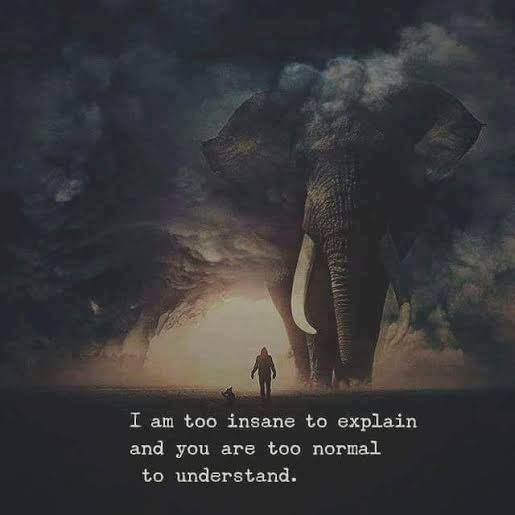 I am too insane to explain
and you are too normal
to understand.